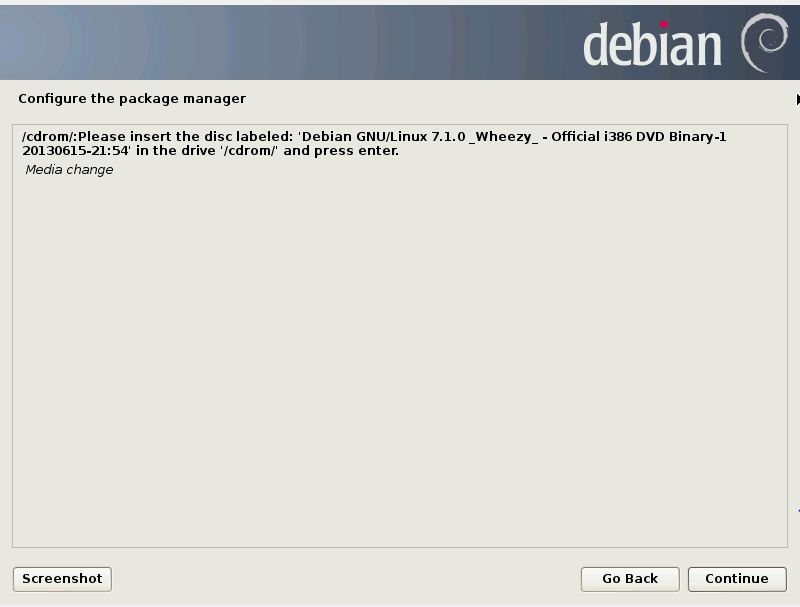 debian
Configure the package manager
/cdrom/:Please insert the disc labeled: 'Debian GNU/Linux 7.1.0 _Wheezy_ - Official i386 DVD Binary-1
20130615-21:54' in the drive '/cdrom/' and press enter.
Media change
Screenshot
Go Back
Continue